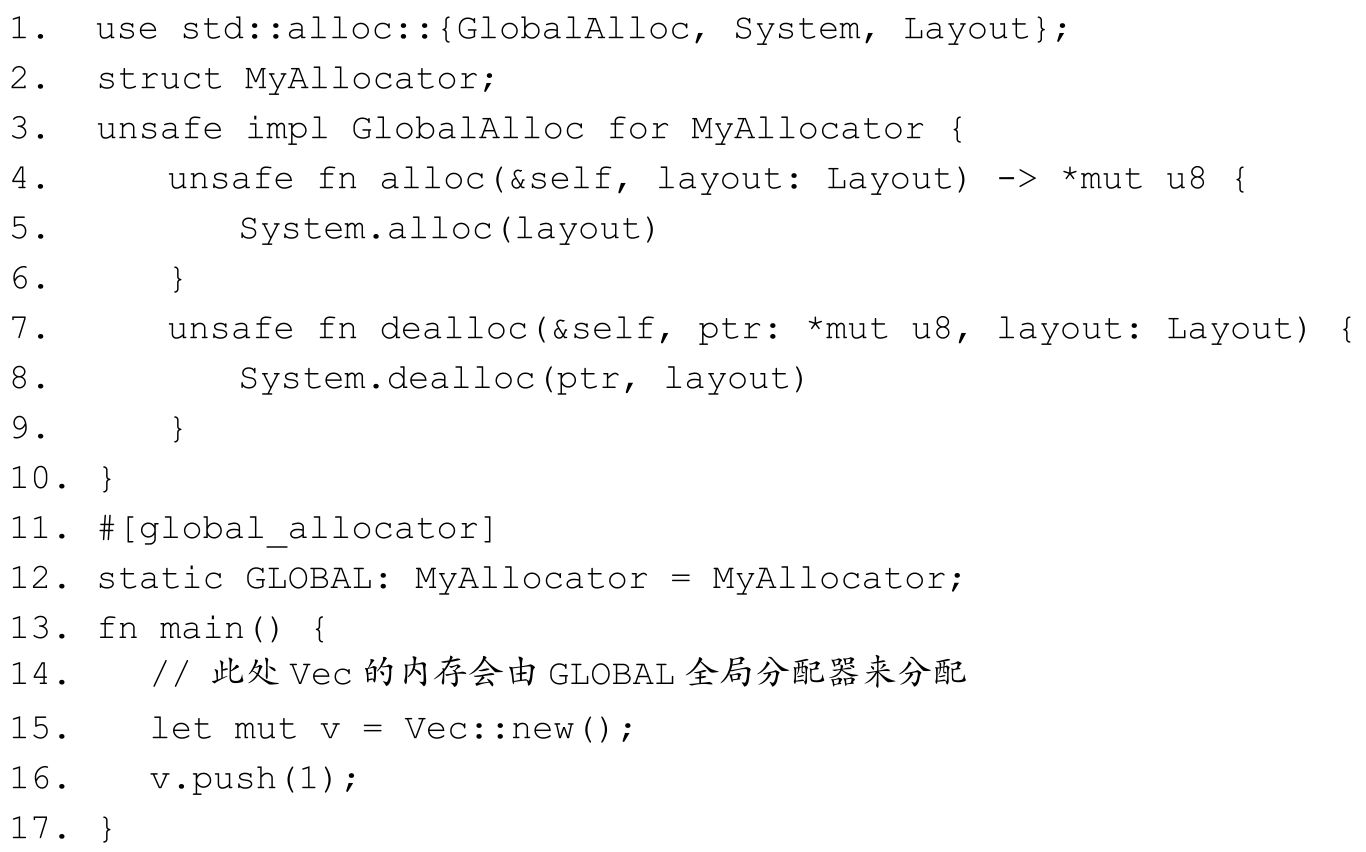 1. use std::alloc::{GlobalAlloc, System, Layout};
2. struct MyAllocator;
3. unsafe impl GlobalAlloc for MyAllocator {
4. unsafe fn alloc(&self, layout: Layout) -> *mut u8 {
5. System.alloc(layout)
6. }
7. unsafe fn dealloc(&self, ptr: *mut u8, layout: Layout) {
8. System.dealloc(ptr, layout)
9. }
10. }
11. #[global_allocator]
12. static GLOBAL: MyAllocator = MyAllocator;
13. fn main() {
14. // 此处 Vec 的内存会由 GLOBAL 全局分配器来分配
15. let mut v = Vec::new();
16. v.push(1);
17. }